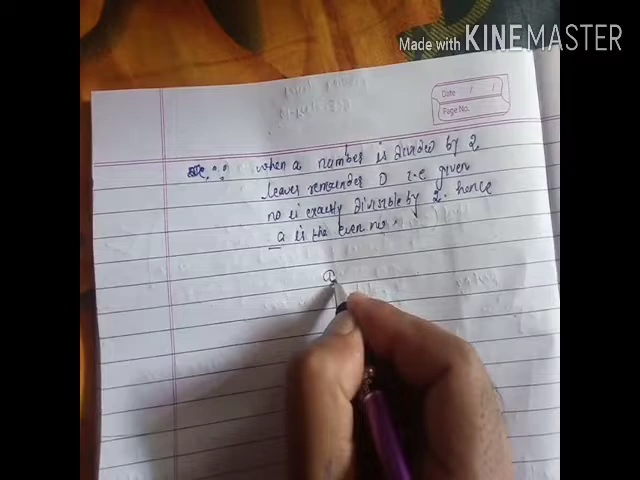 Made with KINEMASTER
Date / /
Page No.
when a number is divided by 2
leaves remainder 0 i.e given
no is exactly divisible by 2. hence
a is the even no.
a